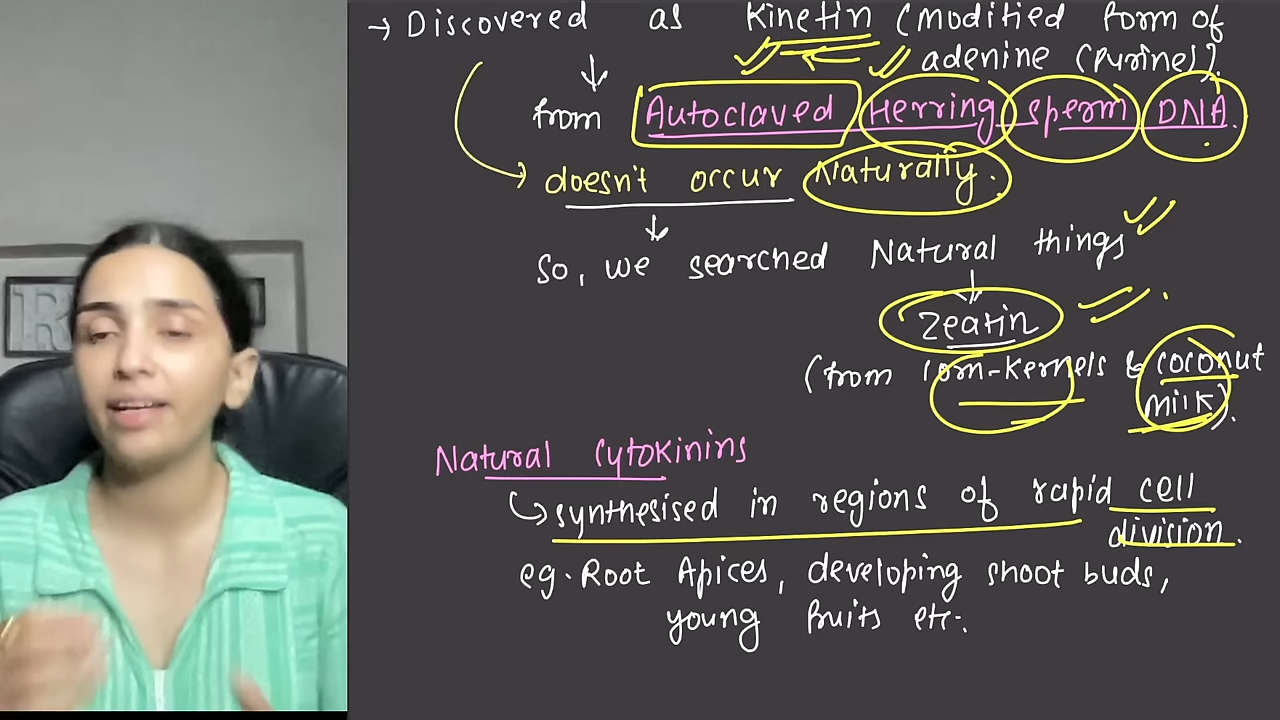 → Discovered as Kinetin (Modified form of
adenine (purine)).
from Autoclaved Herring sperm DNA.
doesn't occur Naturally.
So, we searched Natural things
Zeatin
(from corn-kernels & coconut
milk).
Natural Cytokinins
synthesised in regions of rapid cell
division.
eg. Root Apices, developing shoot buds,
young fruits etc.